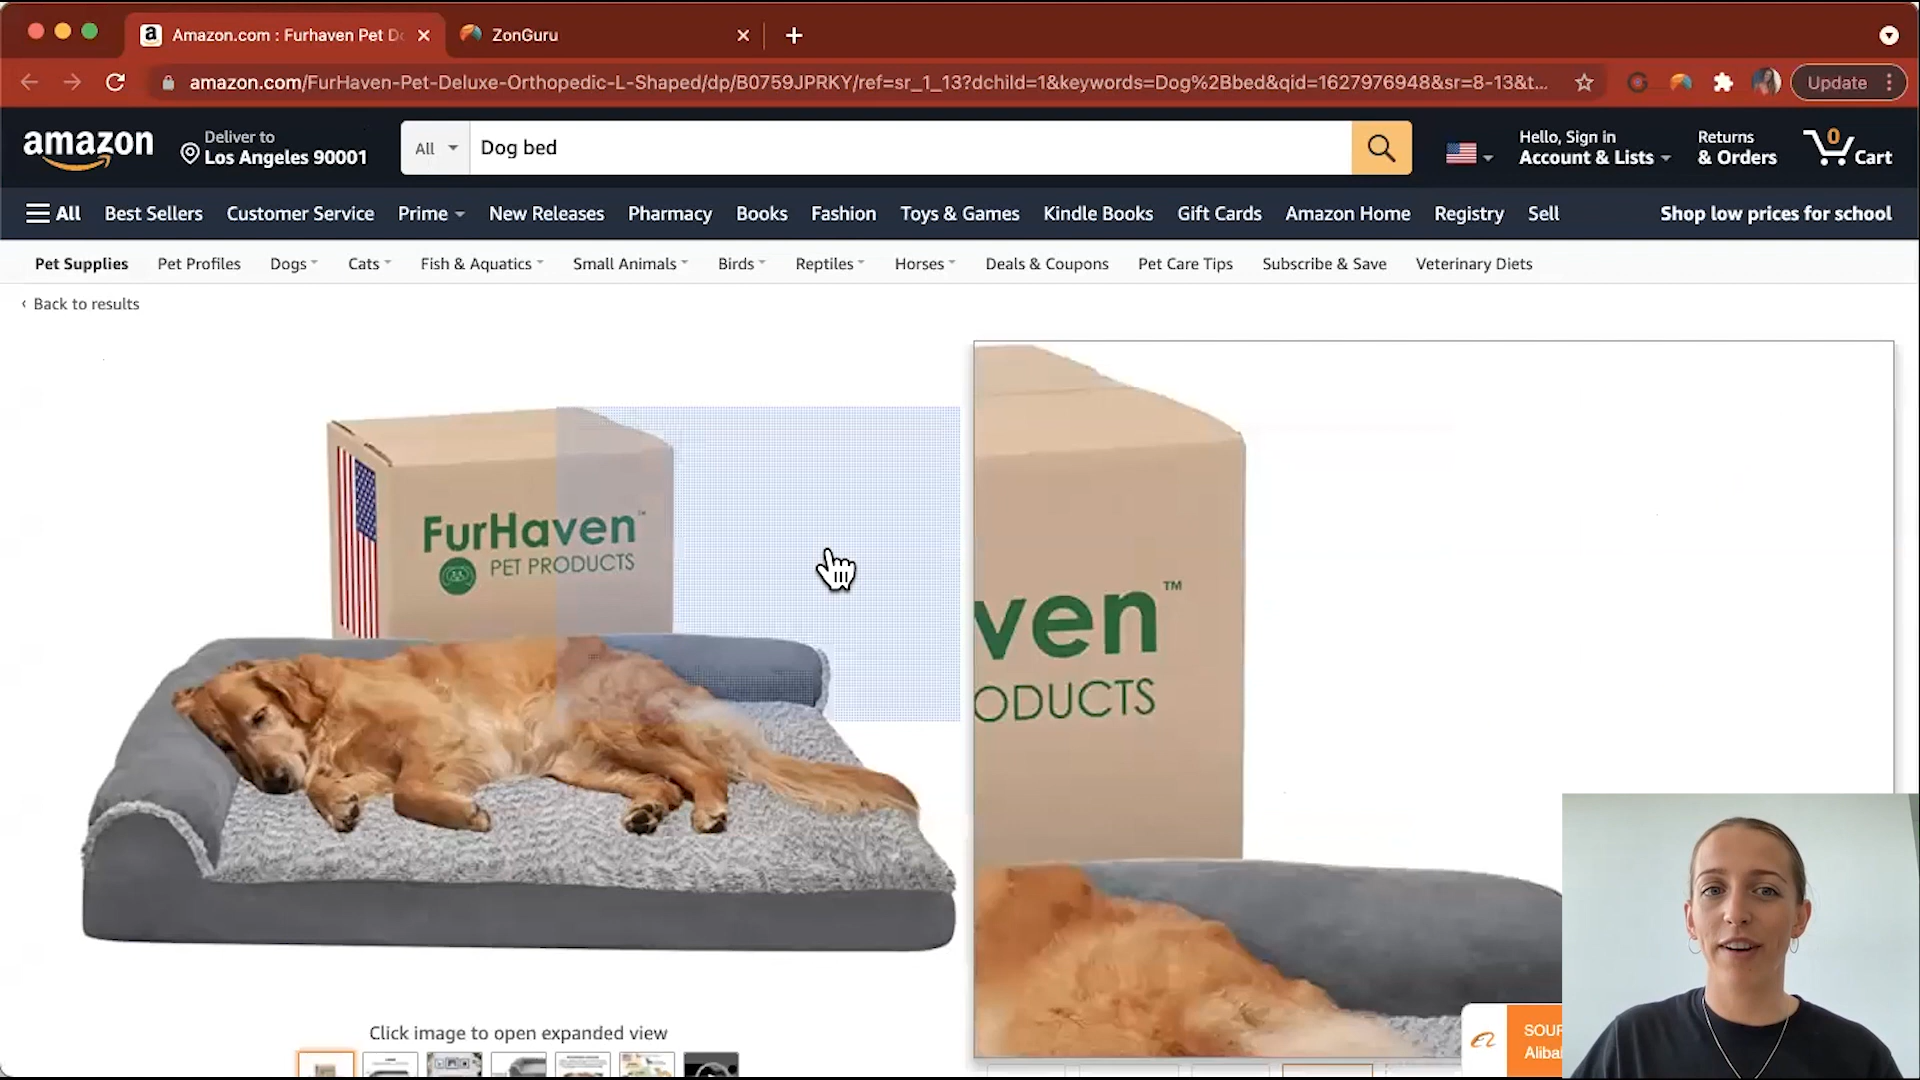 Amazon.com : Furhaven Pet Do
ZonGuru
amazon.com/FurHaven-Pet-Deluxe-Orthopedic-L-Shaped/dp/B0759JPRKY/ref=sr_1_13?dchild=1&keywords=Dog%2Bbed&qid=1627976948&sr=8-13&t...
Update
amazon
Deliver to
Los Angeles 90001
All
Dog bed
Hello, Sign in
Account & Lists
Returns
& Orders
0
Cart
All Best Sellers Customer Service Prime New Releases Pharmacy Books Fashion Toys & Games Kindle Books Gift Cards Amazon Home Registry Sell Shop low prices for school
Pet Supplies Pet Profiles Dogs Cats Fish & Aquatics Small Animals Birds Reptiles Horses Deals & Coupons Pet Care Tips Subscribe & Save Veterinary Diets
‹ Back to results
FurHaven™
PET PRODUCTS
ven™
ODUCTS
Click image to open expanded view
SOUR
Alibal